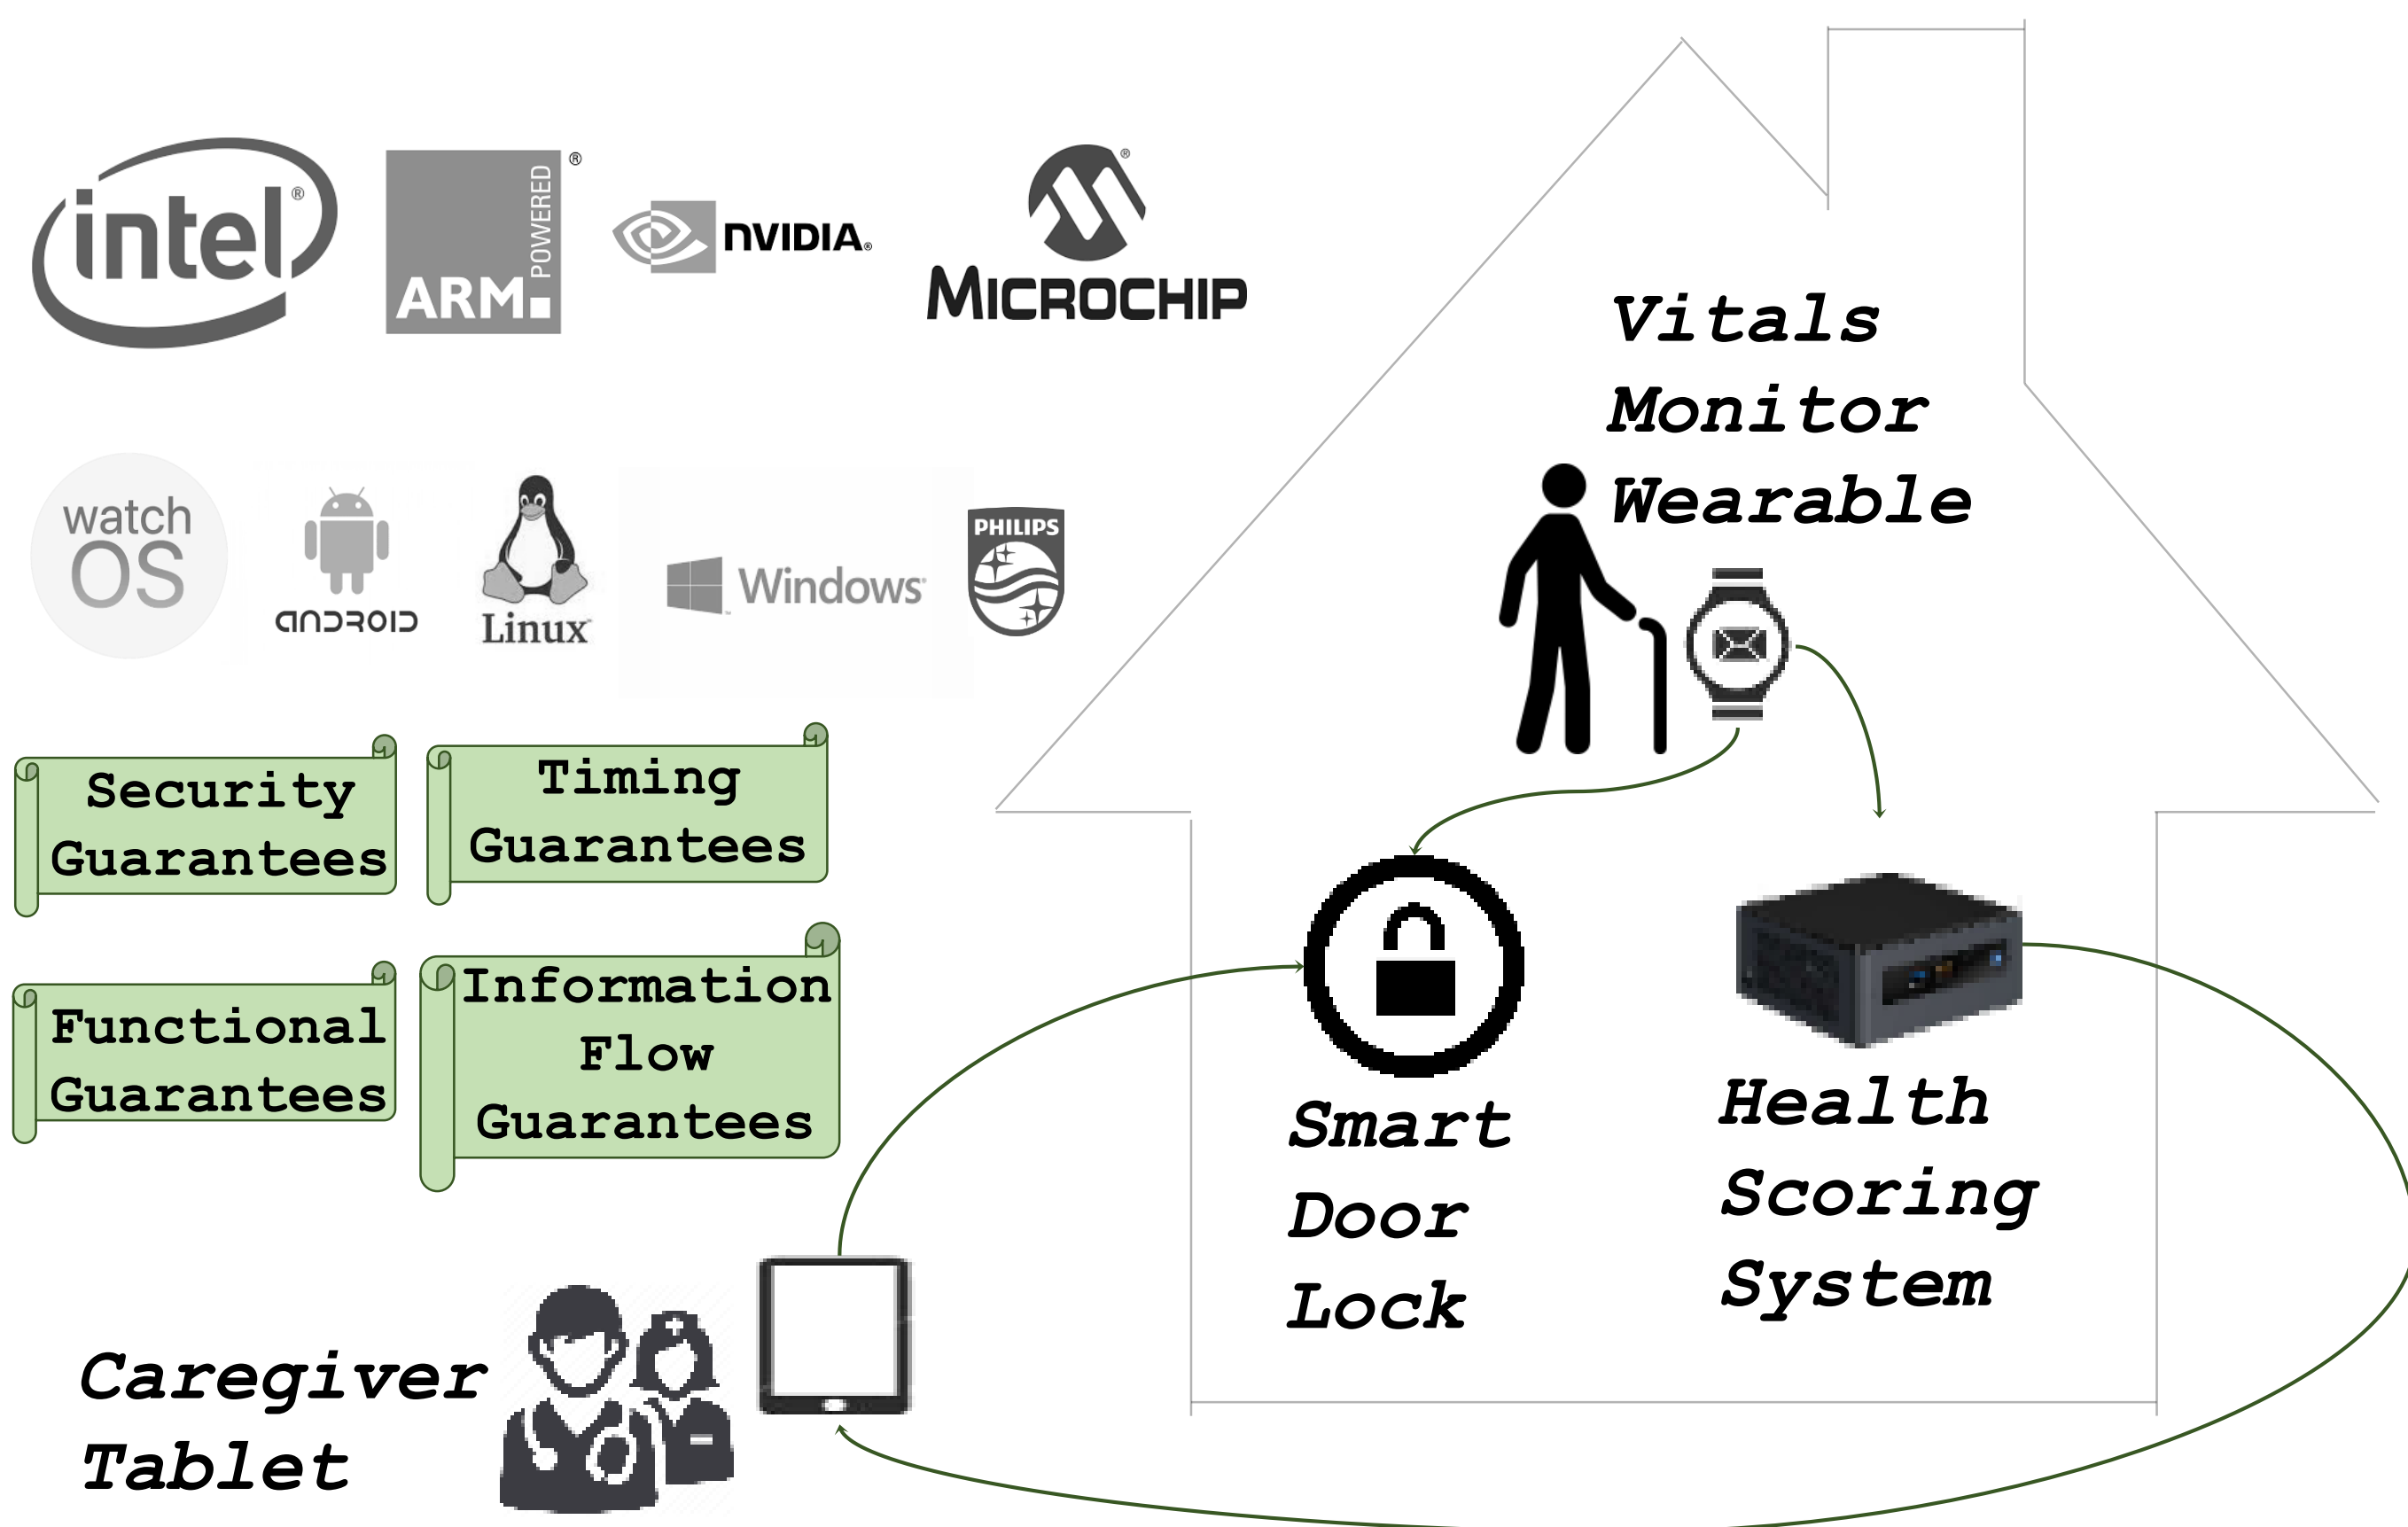 intel®
ARM POWERED ®
nVIDIA®
MICROCHIP ®
watch
OS
ANDROID
Linux
Windows
PHILIPS
Security
Guarantees
Timing
Guarantees
Functional
Guarantees
Information
Flow
Guarantees
Vitals
Monitor
Wearable
Smart
Door
Lock
Health
Scoring
System
Caregiver
Tablet